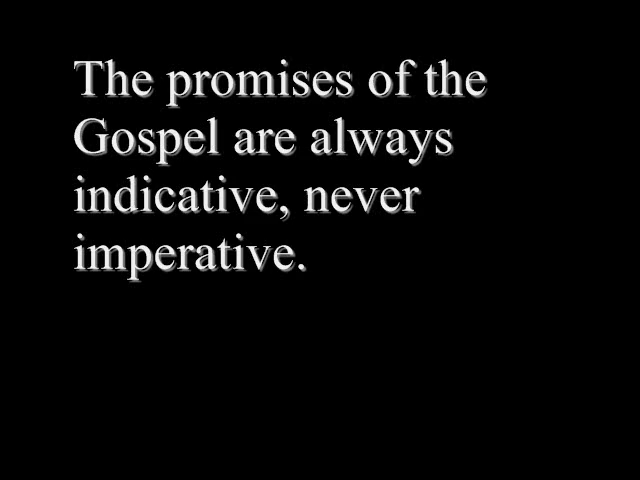 The promises of the
Gospel are always
indicative, never
imperative.